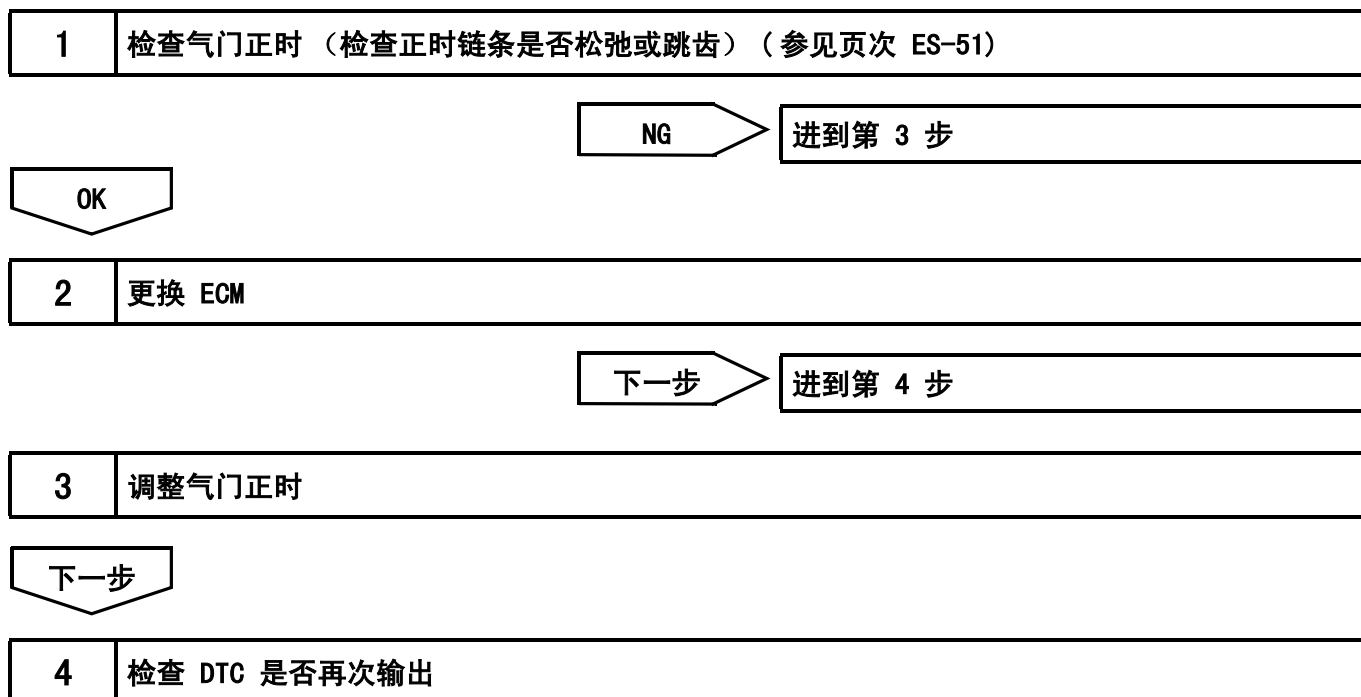 1 检查气门正时 （检查正时链条是否松弛或跳齿）(参见页次 ES-51)
NG 进到第 3 步
OK
2 更换 ECM
下一步 进到第 4 步
3 调整气门正时
下一步
4 检查 DTC 是否再次输出